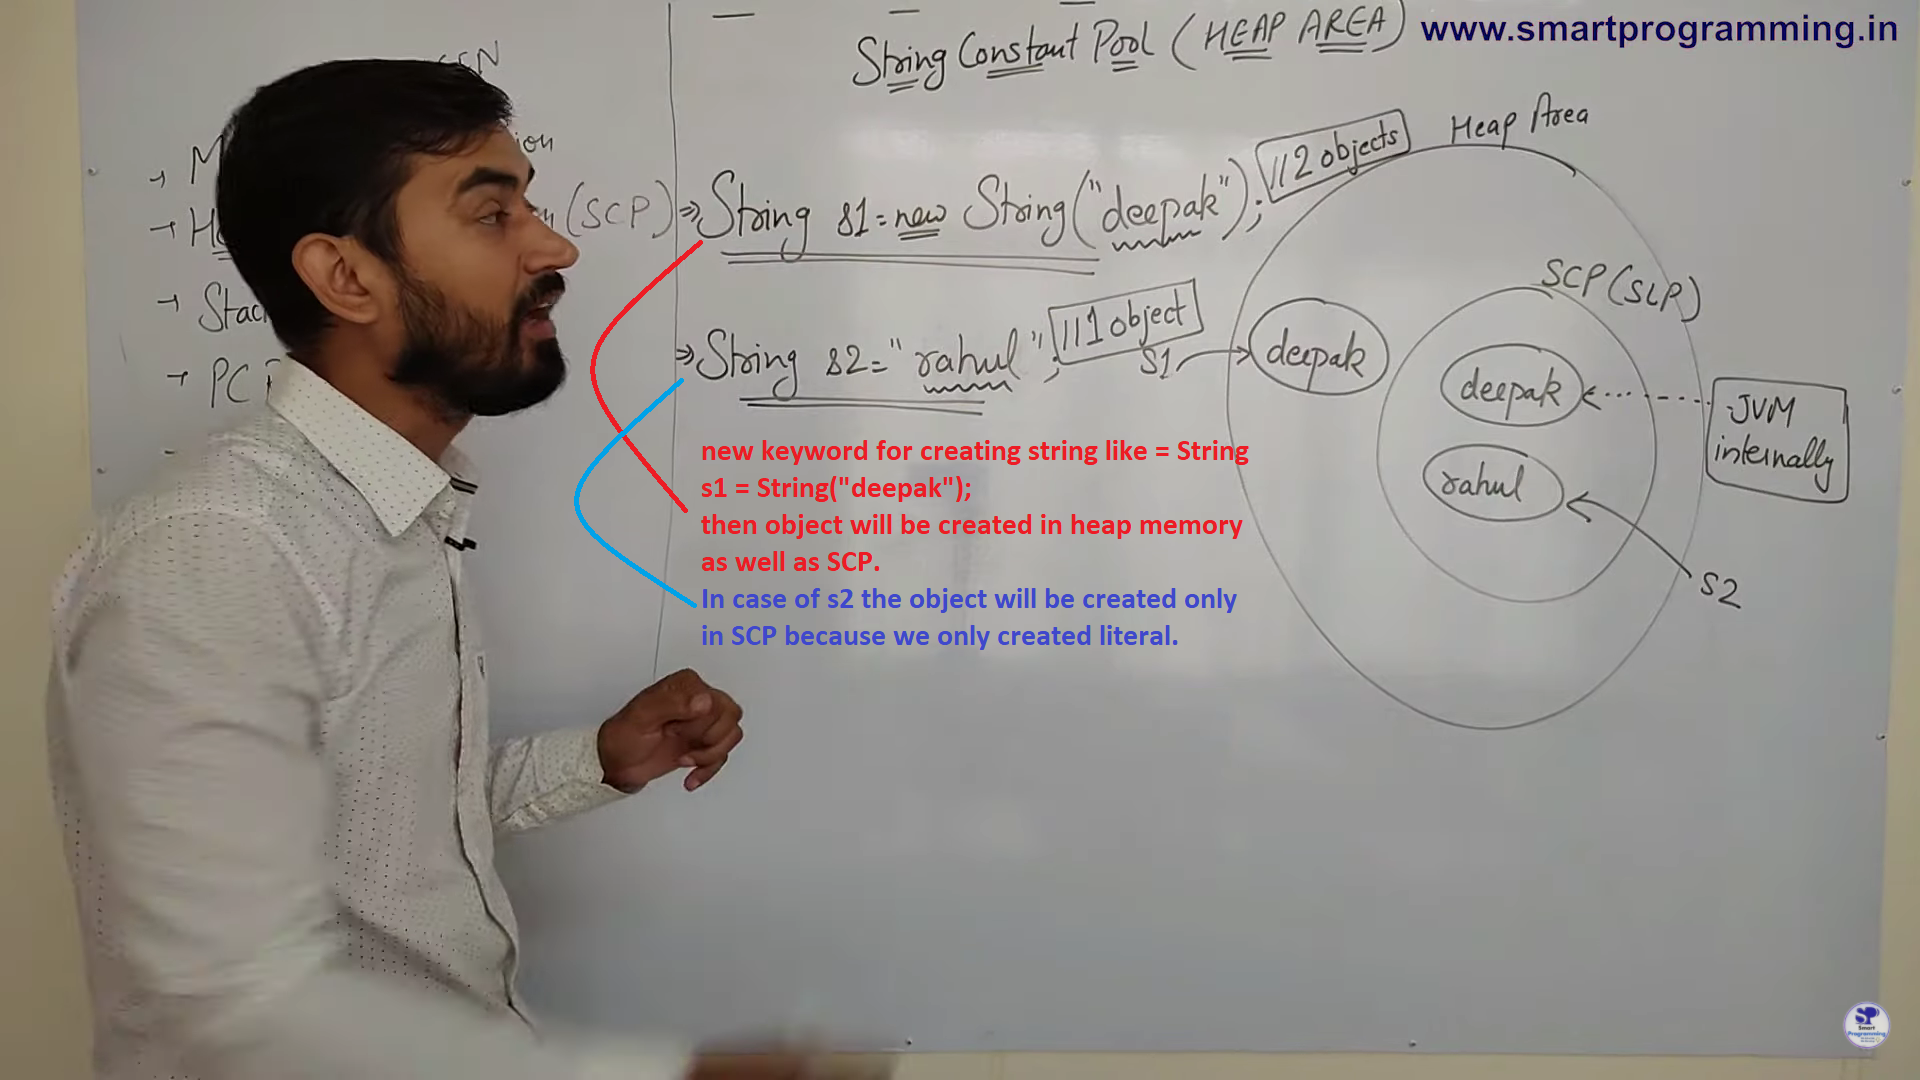 www.smartprogramming.in
String Constant Pool (HEAP AREA)
Heap Area
(SCP)
⇒ String s1 = new String("deepak"); //2 objects
SCP (SLP)
⇒ String s2 = "rahul"; //1 object
S1
deepak
deepak
JVM
internally
rahul
S2
→ Stac
→ PC
new keyword for creating string like = String
s1 = String("deepak");
then object will be created in heap memory
as well as SCP.
In case of s2 the object will be created only
in SCP because we only created literal.
SP
Smart
Programming